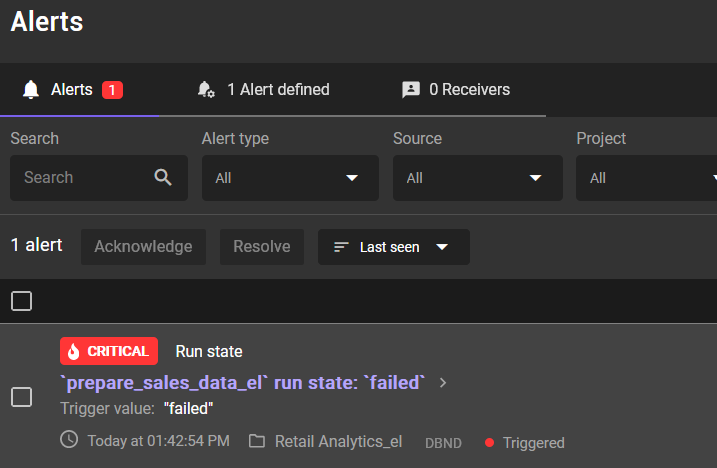 Alerts
Alerts 1 1 Alert defined 0 Receivers
Search Alert type Source Project
Search All All All
1 alert Acknowledge Resolve Last seen
CRITICAL Run state
`prepare_sales_data_el` run state: `failed`
Trigger value: "failed"
Today at 01:42:54 PM Retail Analytics_el DBND Triggered